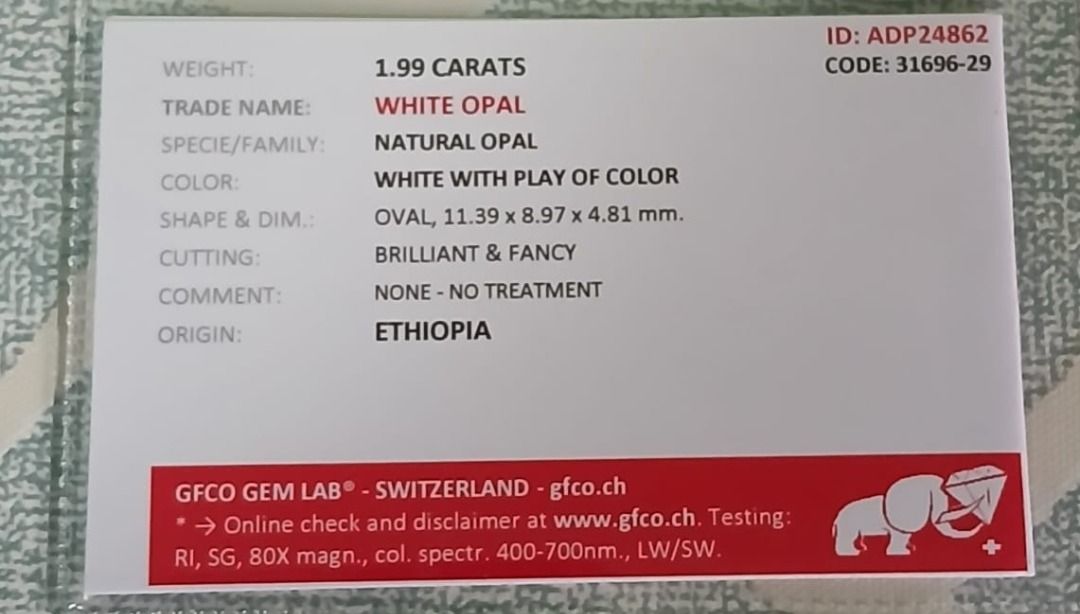 ID: ADP24862
CODE: 31696-29
WEIGHT: 1.99 CARATS
TRADE NAME: WHITE OPAL
SPECIE/FAMILY: NATURAL OPAL
COLOR: WHITE WITH PLAY OF COLOR
SHAPE & DIM.: OVAL, 11.39 x 8.97 x 4.81 mm.
CUTTING: BRILLIANT & FANCY
COMMENT: NONE - NO TREATMENT
ORIGIN: ETHIOPIA
GFCO GEM LAB® - SWITZERLAND - gfco.ch
* → Online check and disclaimer at www.gfco.ch. Testing:
RI, SG, 80X magn., col. spectr. 400-700nm., LW/SW.